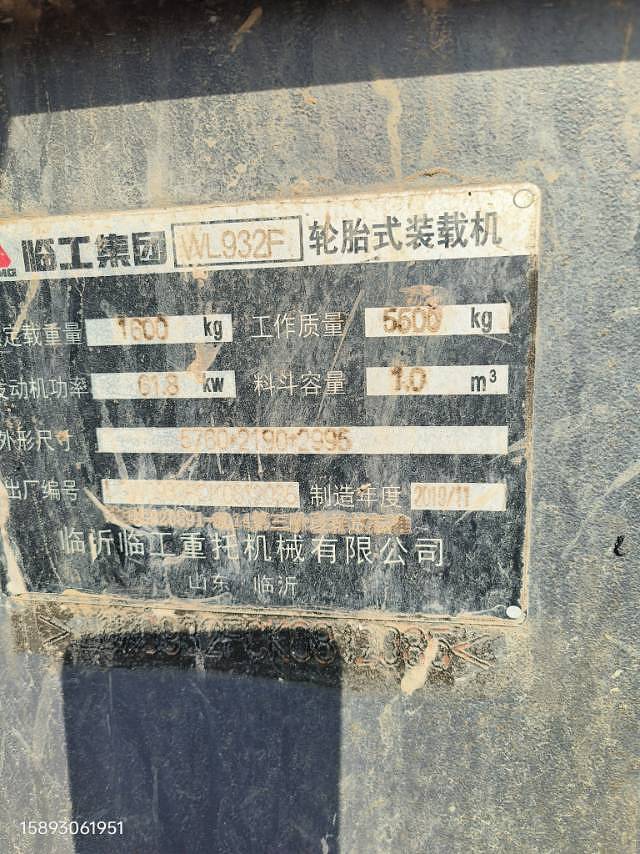 临工集团 WL932F 轮胎式装载机
定载重量 1600 kg 工作质量 5600 kg
发动机功率 61.8 kw 料斗容量 1.0 m³
外形尺寸 5760*2190*2995
出厂编号 制造年度 2019/11
临沂临工重托机械有限公司
山东 临沂
15893061951